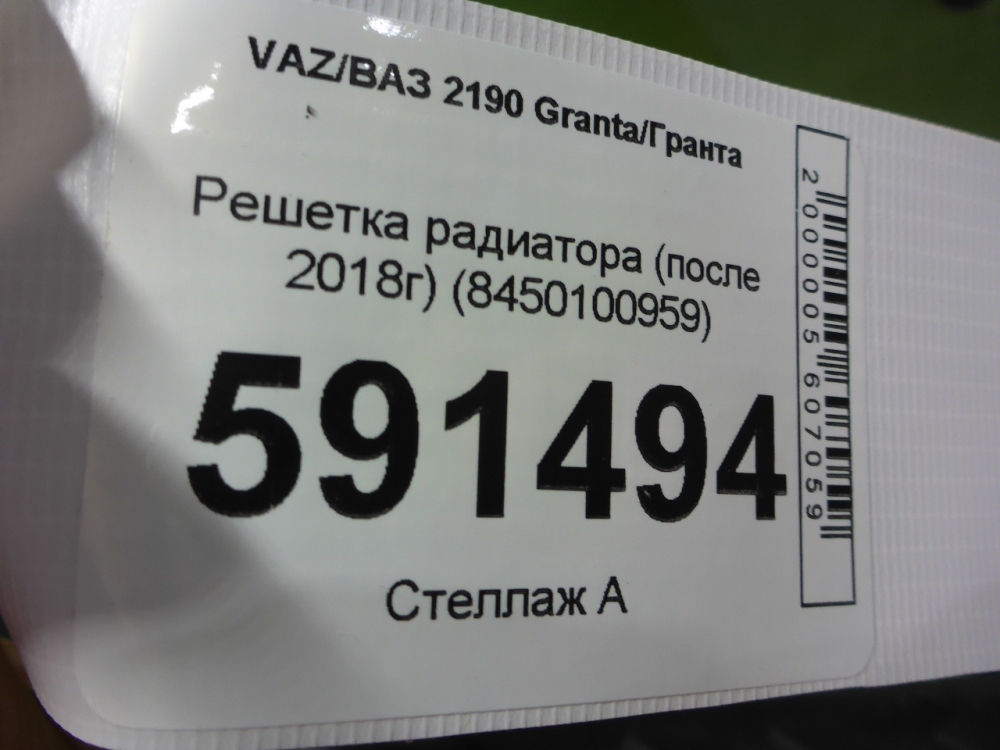 VAZ/ВАЗ 2190 Granta/Гранта
Решетка радиатора (после
2018г) (8450100959)
591494
Стеллаж А
2000005607059